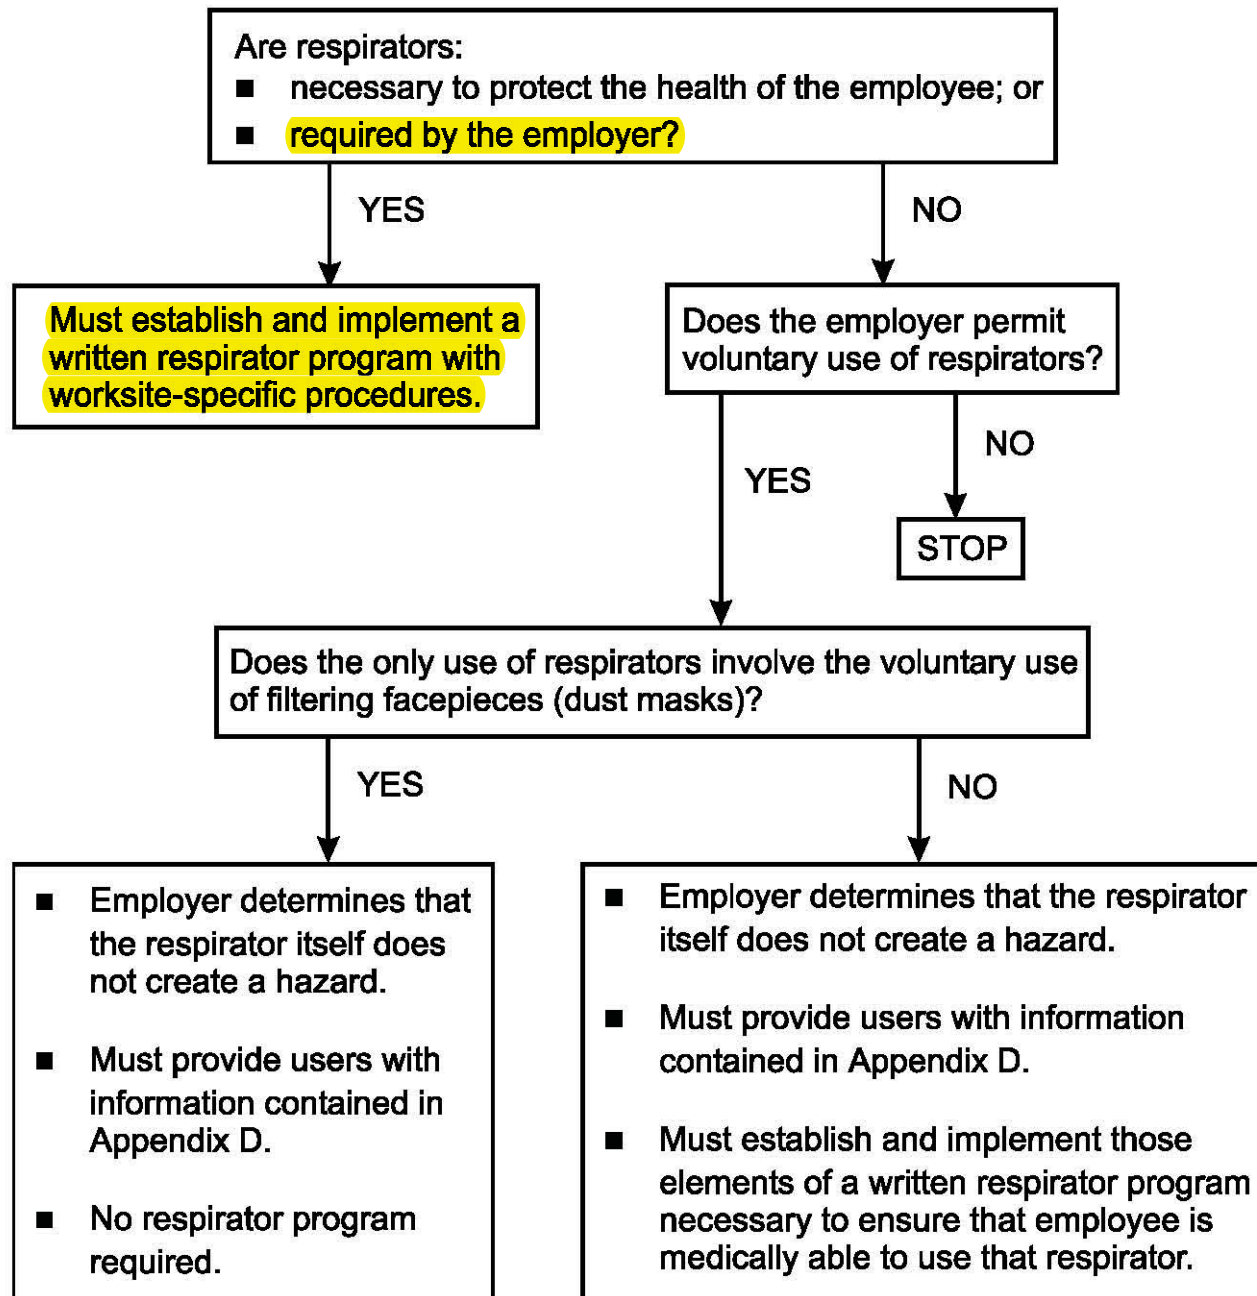 Are respirators:
■ necessary to protect the health of the employee; or
■ required by the employer?
YES
NO
Must establish and implement a
written respirator program with
worksite-specific procedures.
Does the employer permit
voluntary use of respirators?
YES
NO
STOP
Does the only use of respirators involve the voluntary use
of filtering facepieces (dust masks)?
YES
NO
■ Employer determines that
the respirator itself does
not create a hazard.
■ Must provide users with
information contained in
Appendix D.
■ No respirator program
required.
■ Employer determines that the respirator
itself does not create a hazard.
■ Must provide users with information
contained in Appendix D.
■ Must establish and implement those
elements of a written respirator program
necessary to ensure that employee is
medically able to use that respirator.